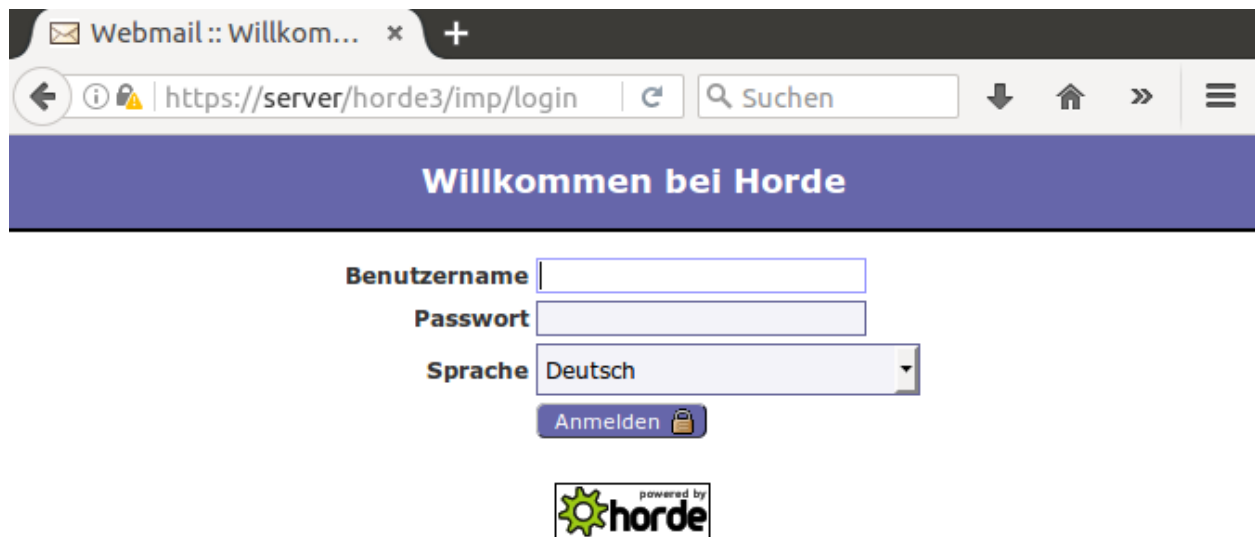 Webmail :: Willkom...
https://server/horde3/imp/login
Suchen
Willkommen bei Horde
Benutzername
Passwort
Sprache Deutsch
Anmelden
powered by
horde